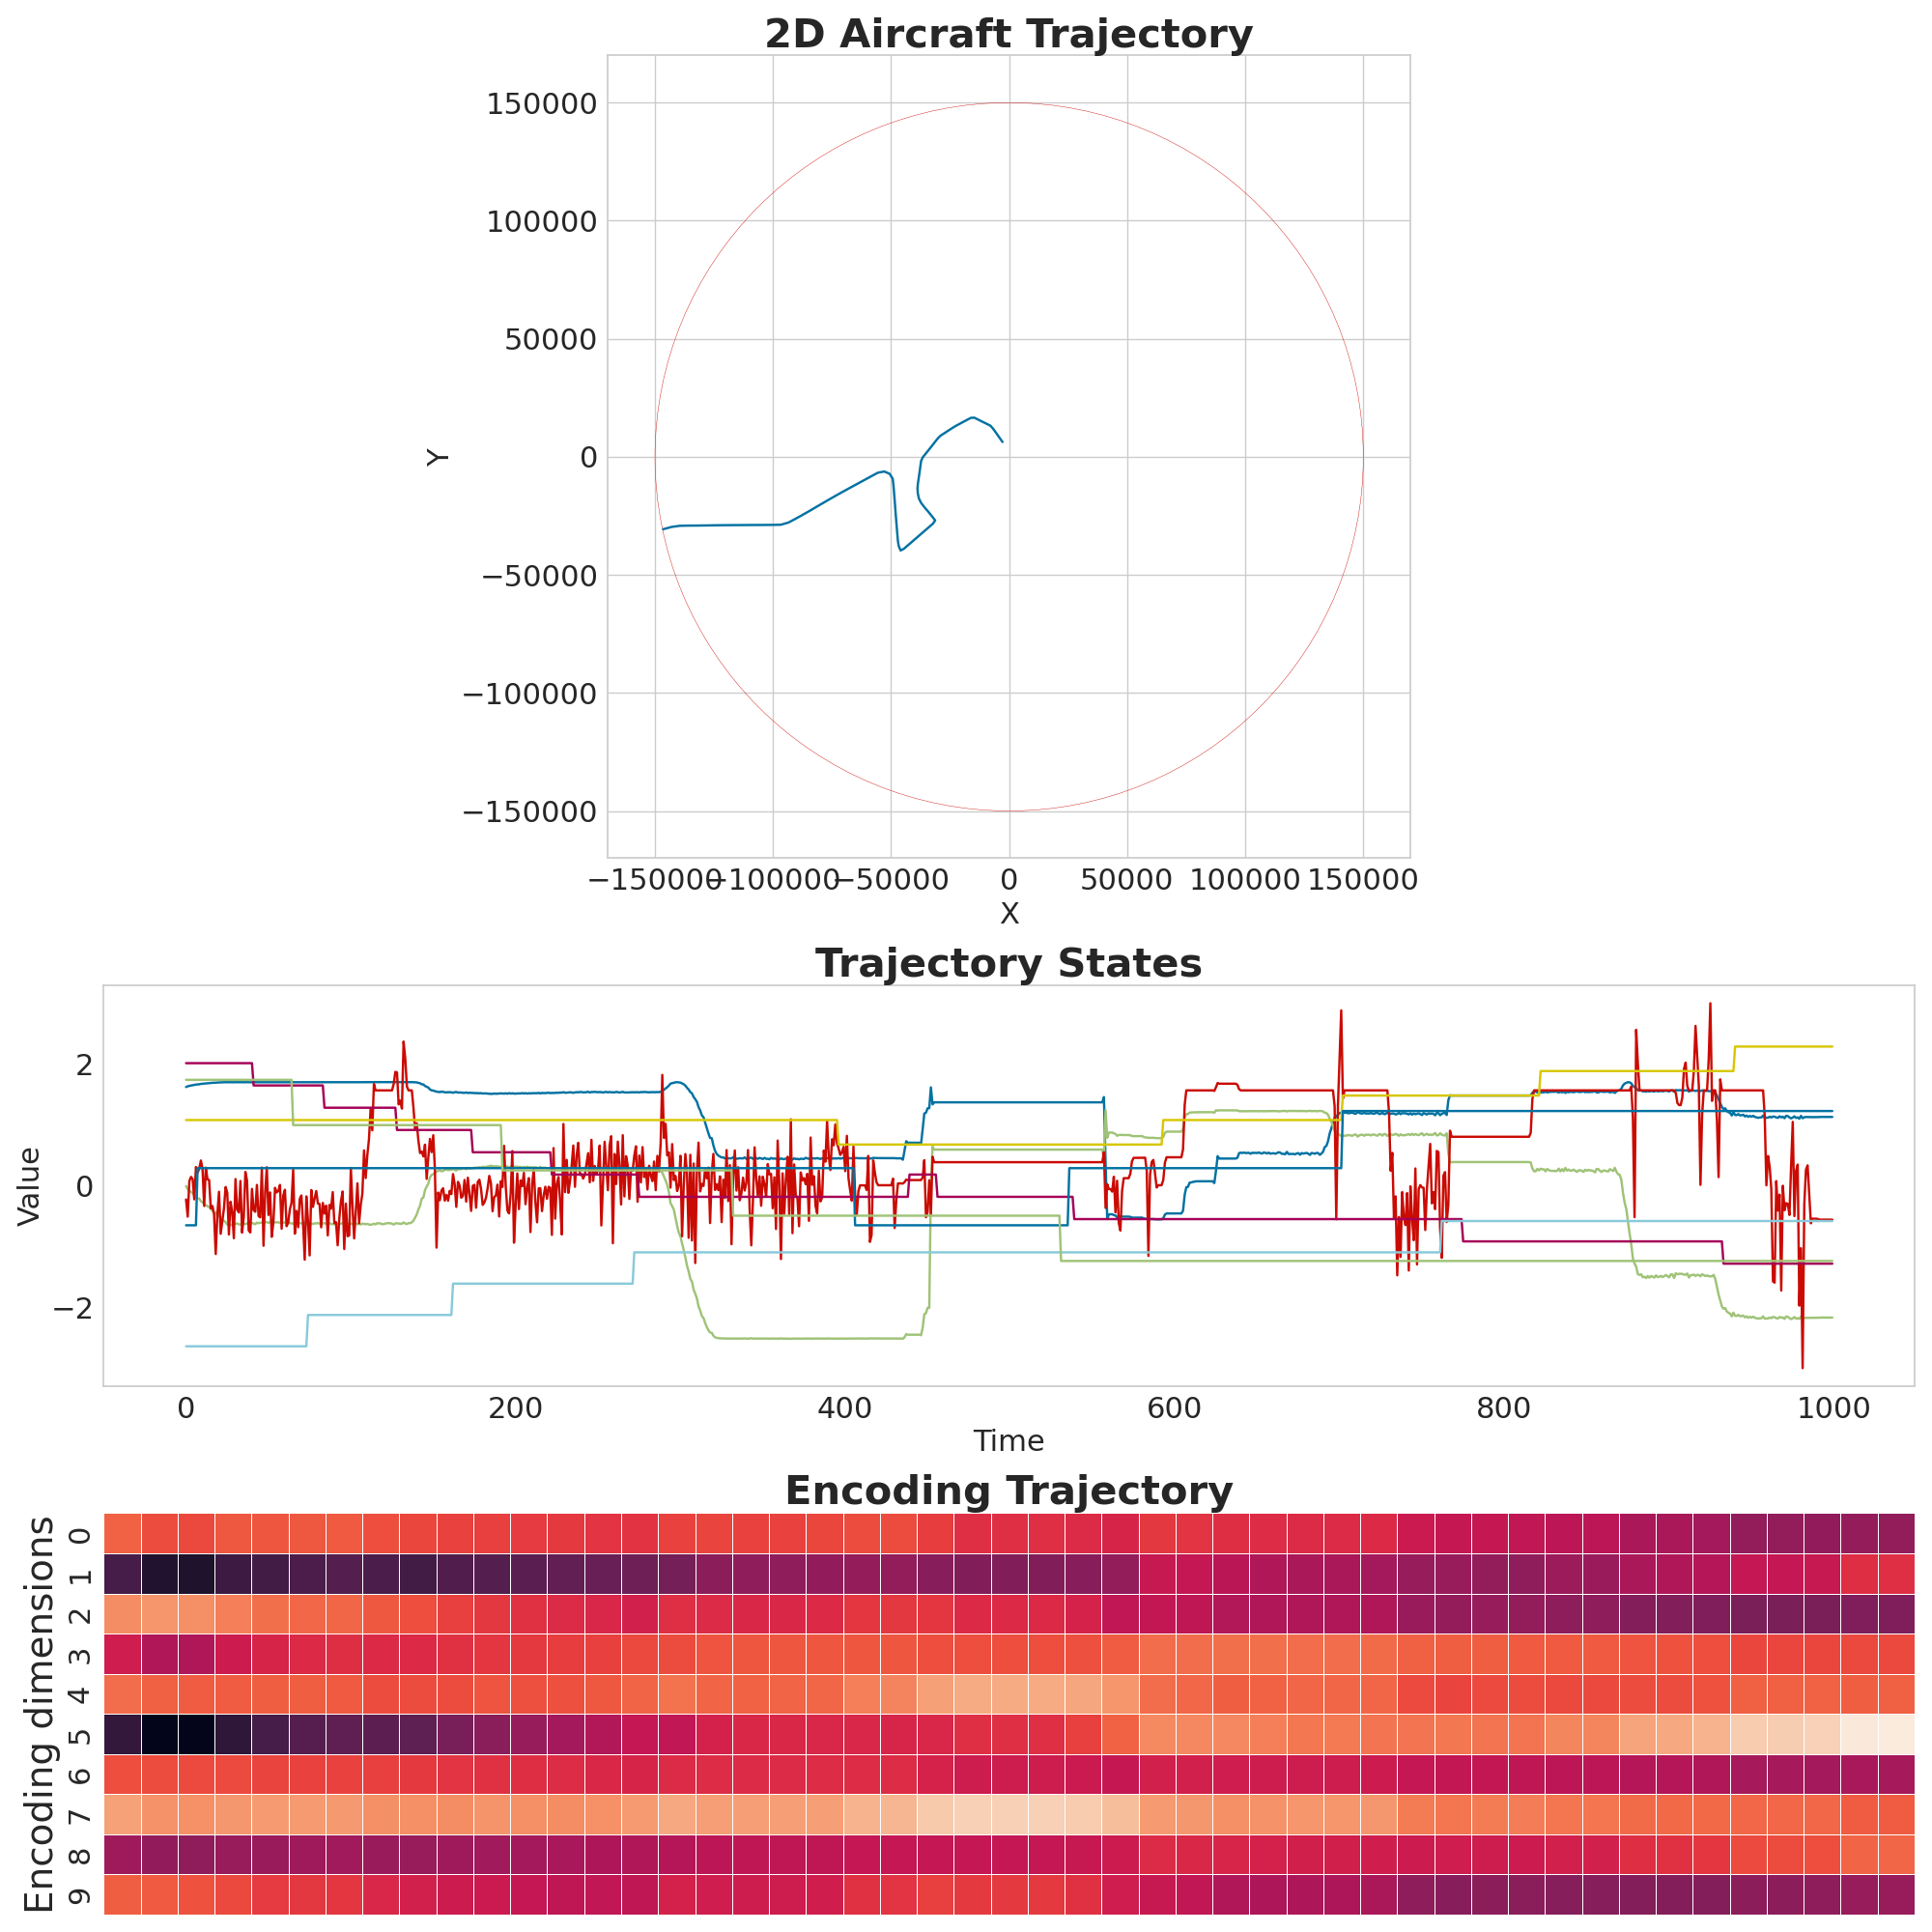 2D Aircraft Trajectory
150000
100000
50000
0
−50000
−100000
−150000
Y
−150000 −100000 −50000 0 50000 100000 150000
X
Trajectory States
2
0
−2
Value
0 200 400 600 800 1000
Time
Encoding Trajectory
0
1
2
3
4
5
6
7
8
9
Encoding dimensions